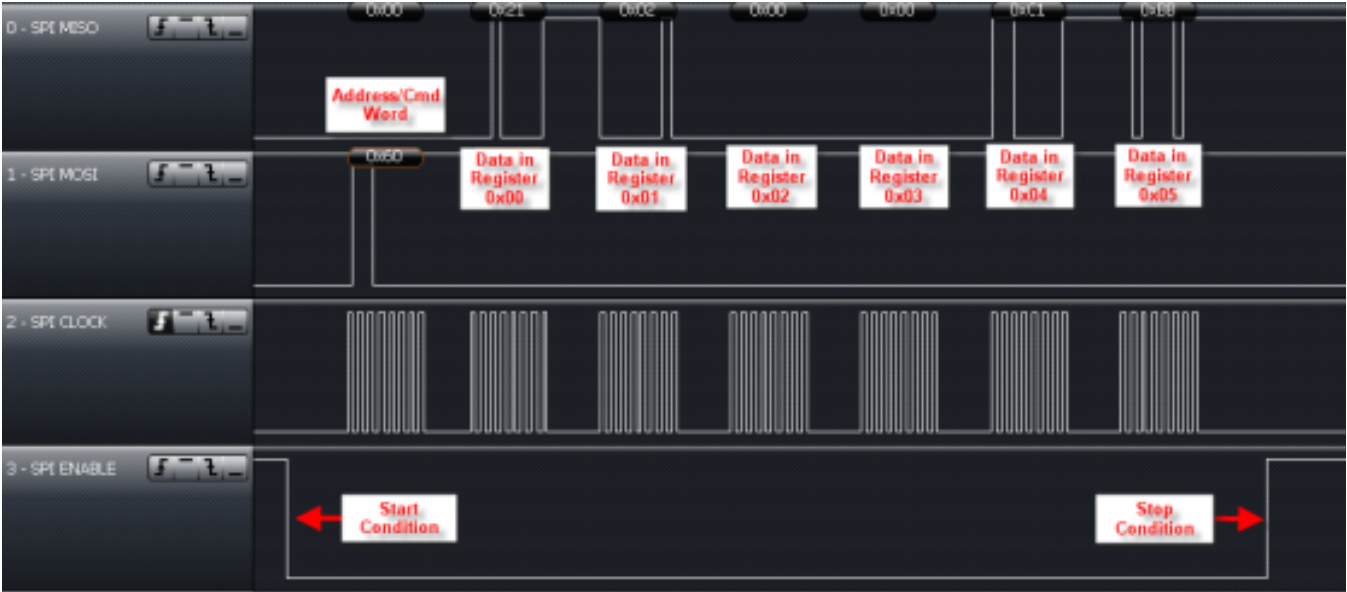 0 - SPI MISO
0x00
0x21
0x02
0x00
0x00
0xC1
0xBB
Address/Cmd
Word
1 - SPI MOSI
0x60
Data in
Register
0x00
Data in
Register
0x01
Data in
Register
0x02
Data in
Register
0x03
Data in
Register
0x04
Data in
Register
0x05
2 - SPI CLOCK
3 - SPI ENABLE
Start
Condition
Stop
Condition